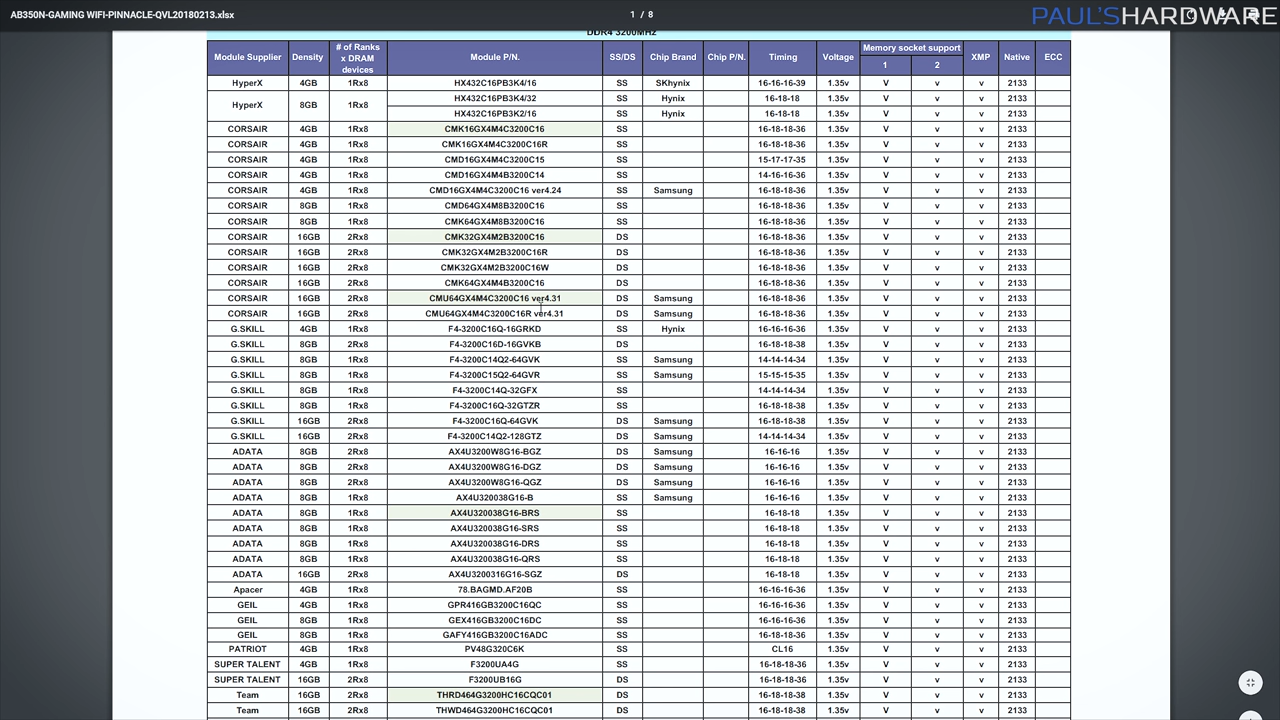 AB350N-GAMING WIFI-PINNACLE-QVL20180213.xlsx
1 / 8
PAUL'SHARDWARE
DDR4 3200MHz
Module Supplier Density # of Ranks x DRAM devices Module P/N. SS/DS Chip Brand Chip P/N. Timing Voltage Memory socket support 1 2 XMP Native ECC
HyperX 4GB 1Rx8 HX432C16PB3K4/16 SS SKhynix 16-16-16-39 1.35v V v v 2133
HyperX 8GB 1Rx8 HX432C16PB3K4/32 SS Hynix 16-18-18 1.35v V v v 2133
HX432C16PB3K2/16 SS Hynix 16-18-18 1.35v V v v 2133
CORSAIR 4GB 1Rx8 CMK16GX4M4C3200C16 SS 16-18-18-36 1.35v V v v 2133
CORSAIR 4GB 1Rx8 CMK16GX4M4C3200C16R SS 16-18-18-36 1.35v V v v 2133
CORSAIR 4GB 1Rx8 CMD16GX4M4C3200C15 SS 15-17-17-35 1.35v V v v 2133
CORSAIR 4GB 1Rx8 CMD16GX4M4B3200C14 SS 14-16-16-36 1.35v V v v 2133
CORSAIR 4GB 1Rx8 CMD16GX4M4C3200C16 ver4.24 SS Samsung 16-18-18-36 1.35v V v v 2133
CORSAIR 8GB 1Rx8 CMD64GX4M8B3200C16 SS 16-18-18-36 1.35v V v v 2133
CORSAIR 8GB 1Rx8 CMK64GX4M8B3200C16 SS 16-18-18-36 1.35v V v v 2133
CORSAIR 16GB 2Rx8 CMK32GX4M2B3200C16 DS 16-18-18-36 1.35v V v v 2133
CORSAIR 16GB 2Rx8 CMK32GX4M2B3200C16R DS 16-18-18-36 1.35v V v v 2133
CORSAIR 16GB 2Rx8 CMK32GX4M2B3200C16W DS 16-18-18-36 1.35v V v v 2133
CORSAIR 16GB 2Rx8 CMK64GX4M4B3200C16 DS 16-18-18-36 1.35v V v v 2133
CORSAIR 16GB 2Rx8 CMU64GX4M4C3200C16 ver4.31 DS Samsung 16-18-18-36 1.35v V v v 2133
CORSAIR 16GB 2Rx8 CMU64GX4M4C3200C16R ver4.31 DS Samsung 16-18-18-36 1.35v V v v 2133
G.SKILL 4GB 1Rx8 F4-3200C16Q-16GRKD SS Hynix 16-16-16-36 1.35v V v v 2133
G.SKILL 8GB 2Rx8 F4-3200C16D-16GVKB DS 16-18-18-38 1.35v V v v 2133
G.SKILL 8GB 1Rx8 F4-3200C14Q2-64GVK SS Samsung 14-14-14-34 1.35v V v v 2133
G.SKILL 8GB 1Rx8 F4-3200C15Q2-64GVR SS Samsung 15-15-15-35 1.35v V v v 2133
G.SKILL 8GB 1Rx8 F4-3200C14Q-32GFX SS 14-14-14-34 1.35v V v v 2133
G.SKILL 8GB 1Rx8 F4-3200C16Q-32GTZR SS 16-18-18-38 1.35v V v v 2133
G.SKILL 16GB 2Rx8 F4-3200C16Q-64GVK DS Samsung 16-18-18-38 1.35v V v v 2133
G.SKILL 16GB 2Rx8 F4-3200C14Q2-128GTZ DS Samsung 14-14-14-34 1.35v V v v 2133
ADATA 8GB 2Rx8 AX4U3200W8G16-BGZ DS Samsung 16-16-16 1.35v V v v 2133
ADATA 8GB 2Rx8 AX4U3200W8G16-DGZ DS Samsung 16-16-16 1.35v V v v 2133
ADATA 8GB 2Rx8 AX4U3200W8G16-QGZ DS Samsung 16-16-16 1.35v V v v 2133
ADATA 8GB 1Rx8 AX4U320038G16-B SS Samsung 16-16-16 1.35v V v v 2133
ADATA 8GB 1Rx8 AX4U320038G16-BRS SS 16-18-18 1.35v V v v 2133
ADATA 8GB 1Rx8 AX4U320038G16-SRS SS 16-18-18 1.35v V v v 2133
ADATA 8GB 1Rx8 AX4U320038G16-DRS SS 16-18-18 1.35v V v v 2133
ADATA 8GB 1Rx8 AX4U320038G16-QRS SS 16-18-18 1.35v V v v 2133
ADATA 16GB 2Rx8 AX4U3200316G16-SGZ DS 16-18-18 1.35v V v v 2133
Apacer 4GB 1Rx8 78.BAGMD.AF20B SS 16-16-16-36 1.35v V v v 2133
GEIL 4GB 1Rx8 GPR416GB3200C16QC SS 16-16-16-36 1.35v V v v 2133
GEIL 8GB 1Rx8 GEX416GB3200C16DC SS 16-16-16-36 1.35v V v v 2133
GEIL 8GB 1Rx8 GAFY416GB3200C16ADC SS 16-18-18-36 1.35v V v v 2133
PATRIOT 4GB 1Rx8 PV48G320C6K SS CL16 1.35v V v v 2133
SUPER TALENT 4GB 1Rx8 F3200UA4G SS 16-18-18-36 1.35v V v v 2133
SUPER TALENT 16GB 2Rx8 F3200UB16G DS 16-18-18-36 1.35v V v v 2133
Team 16GB 2Rx8 THRD464G3200HC16CQC01 DS 16-18-18-38 1.35v V v v 2133
Team 16GB 2Rx8 THWD464G3200HC16CQC01 DS 16-18-18-38 1.35v V v v 2133